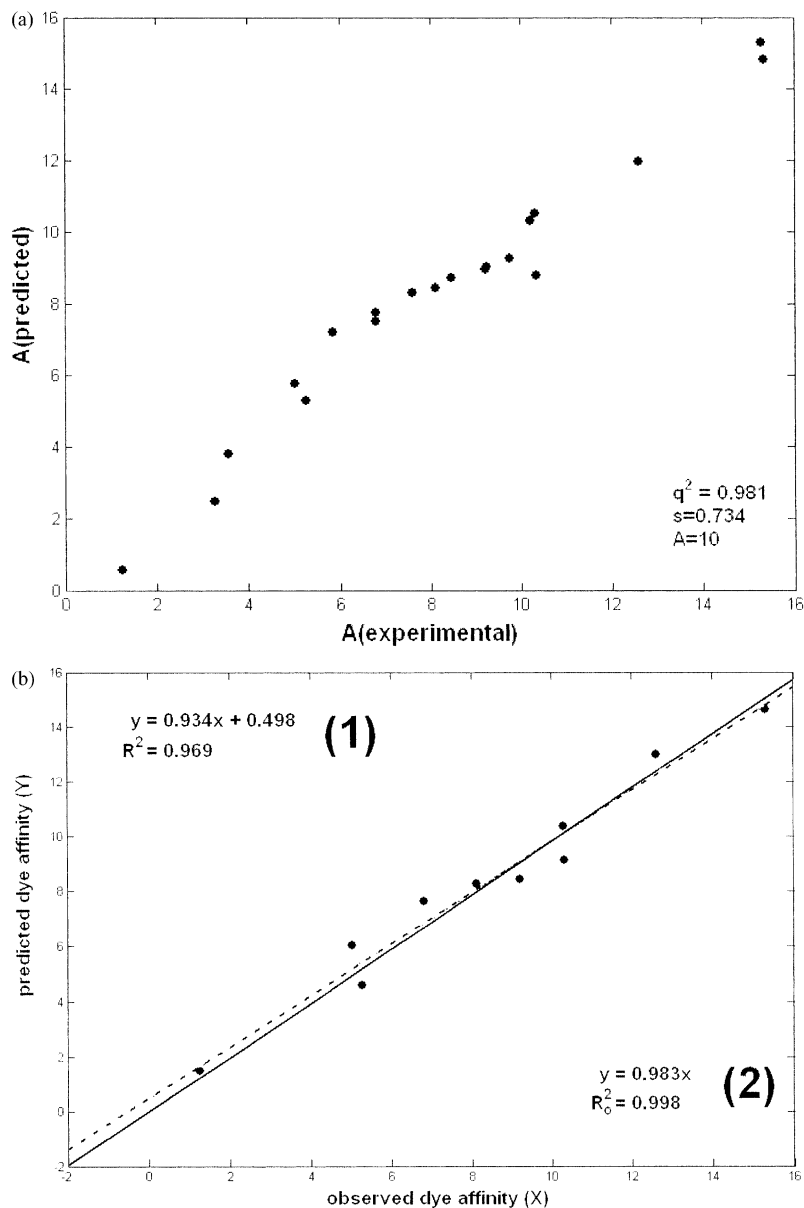 (a)
16
14
12
10
8
6
4
2
0
A(predicted)
q² = 0.981
s=0.734
A=10
0 2 4 6 8 10 12 14 16
A(experimental)
(b)
16
14
12
10
8
6
4
2
0
-2
predicted dye affinity (Y)
y = 0.934x + 0.498
R² = 0.969
(1)
y = 0.983x
R²₀ = 0.998
(2)
-2 0 2 4 6 8 10 12 14 16
observed dye affinity (X)